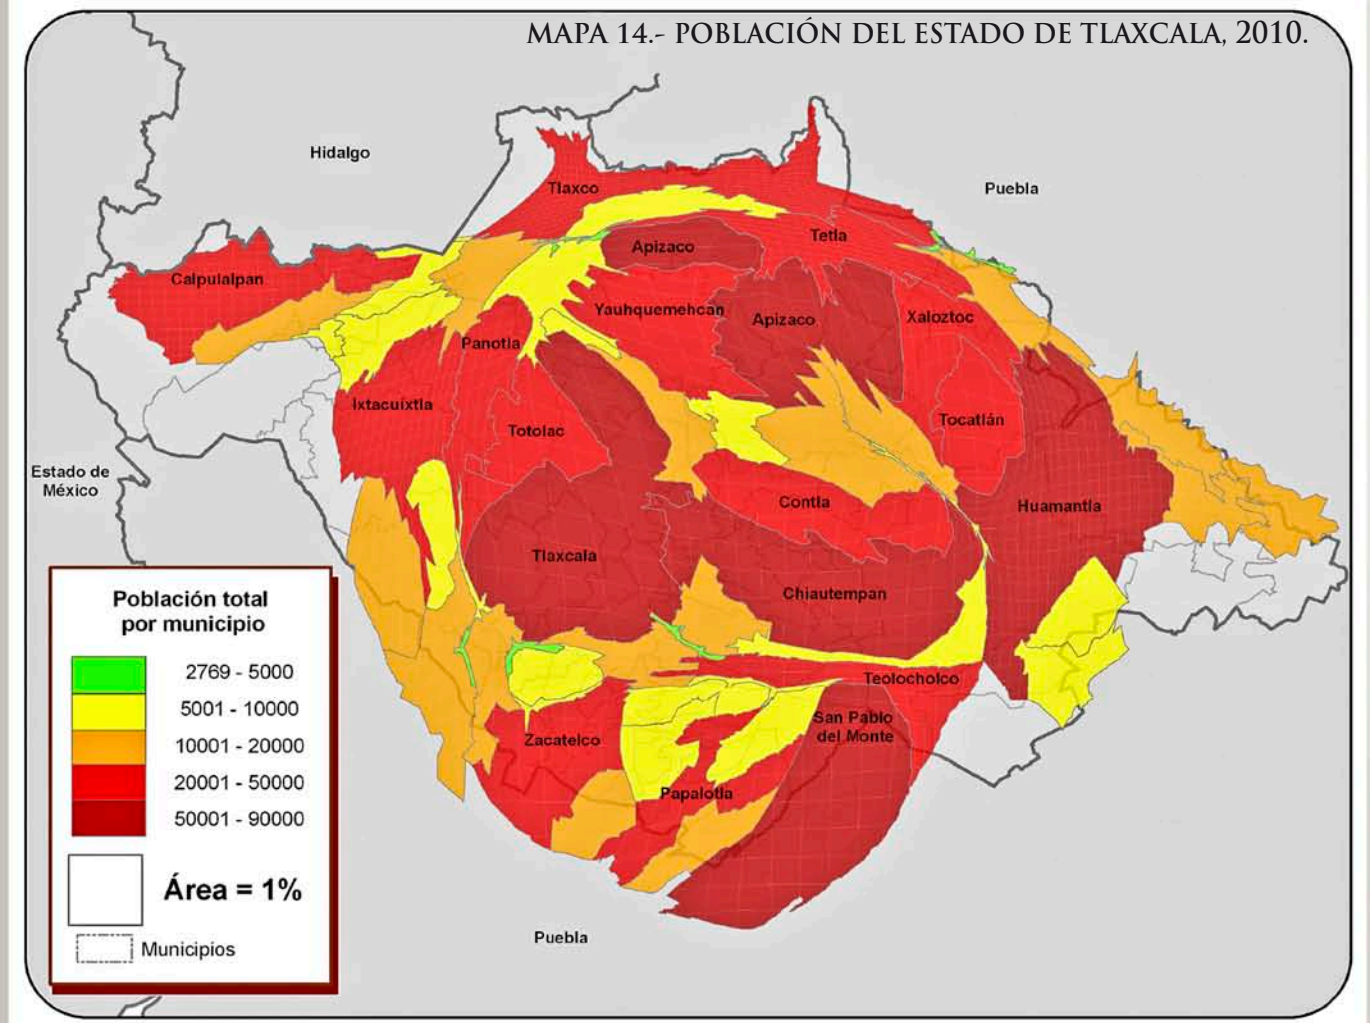 MAPA 14.- POBLACIÓN DEL ESTADO DE TLAXCALA, 2010.
Hidalgo
Puebla
Tlaxco
Tetla
Apizaco
Calpulalpan
Yauhquemehcan
Apizaco
Xaloztoc
Panotla
Ixtacuixtla
Totolac
Tocatlán
Estado de
México
Contla
Huamantla
Tlaxcala
Chiautempan
Teolocholco
San Pablo
del Monte
Zacatelco
Papalotla
Puebla
Población total
por municipio
2769 - 5000
5001 - 10000
10001 - 20000
20001 - 50000
50001 - 90000
Área = 1%
Municipios